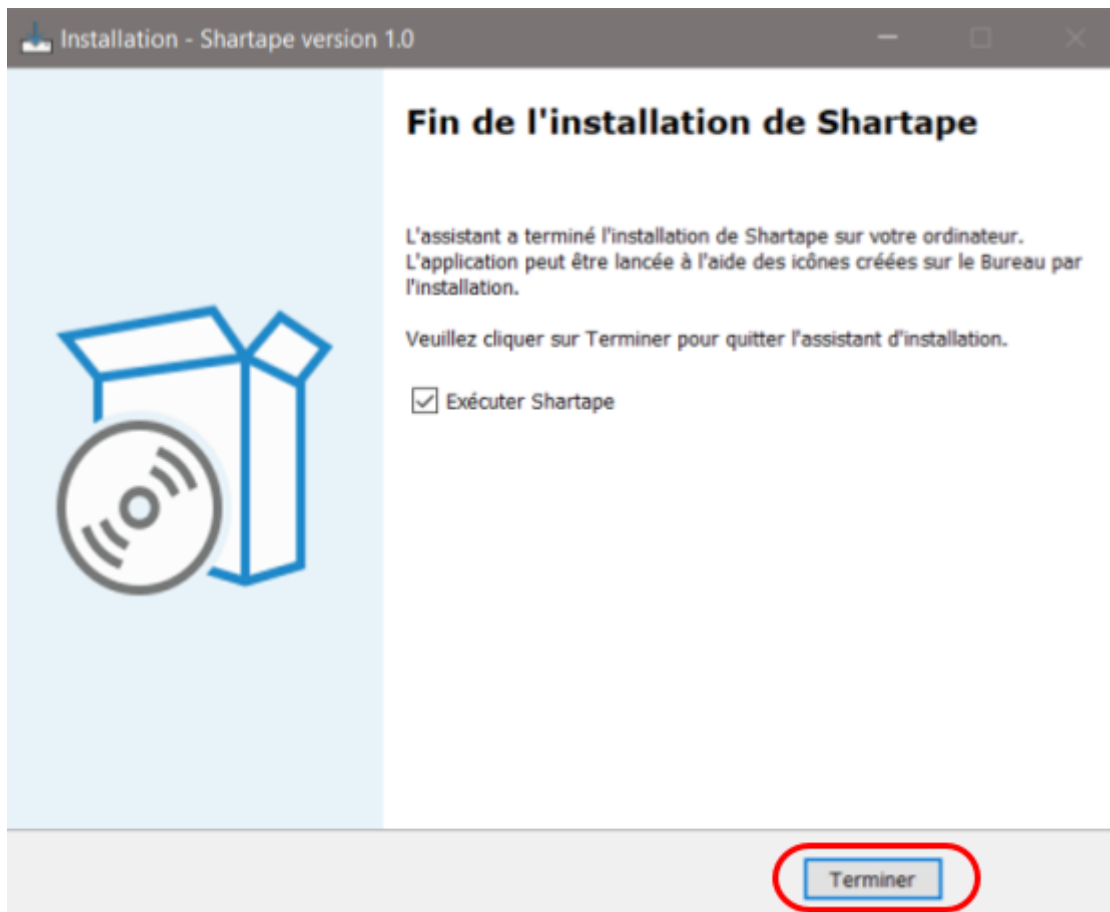 Installation - Shartape version 1.0
Fin de l'installation de Shartape
L'assistant a terminé l'installation de Shartape sur votre ordinateur.
L'application peut être lancée à l'aide des icônes créées sur le Bureau par
l'installation.
Veuillez cliquer sur Terminer pour quitter l'assistant d'installation.
Exécuter Shartape
Terminer